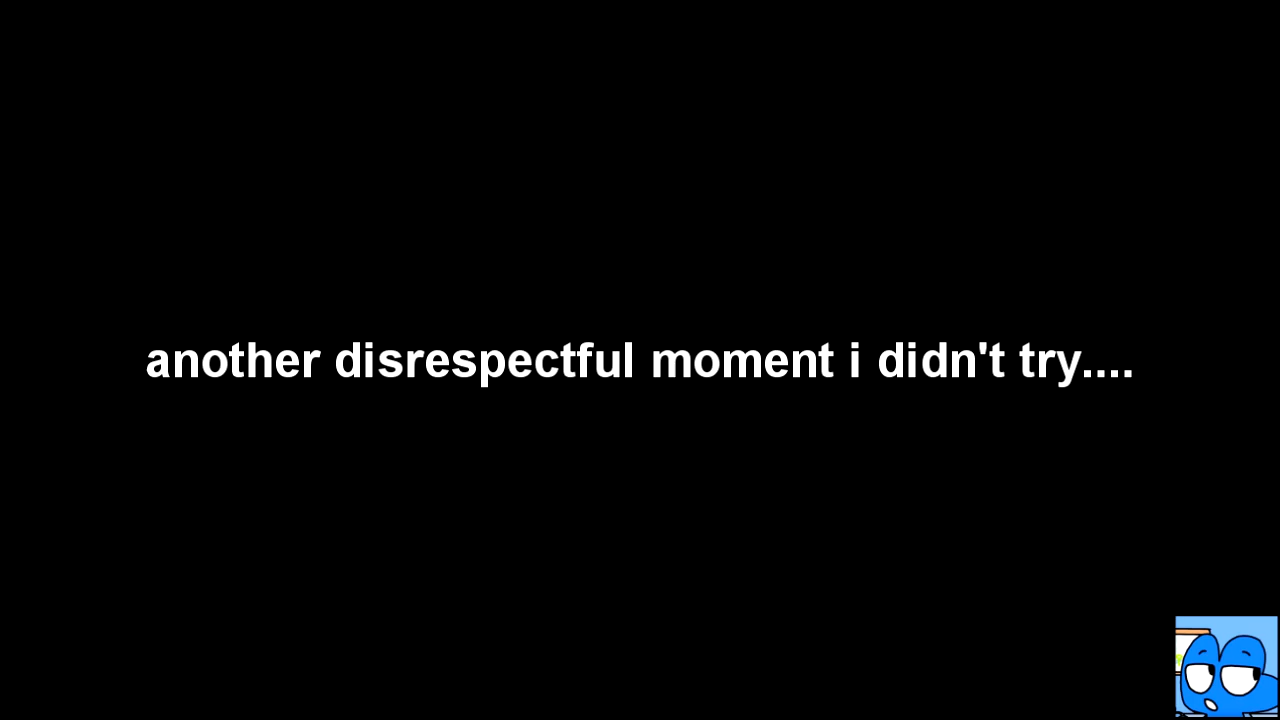 another disrespectful moment i didn't try....